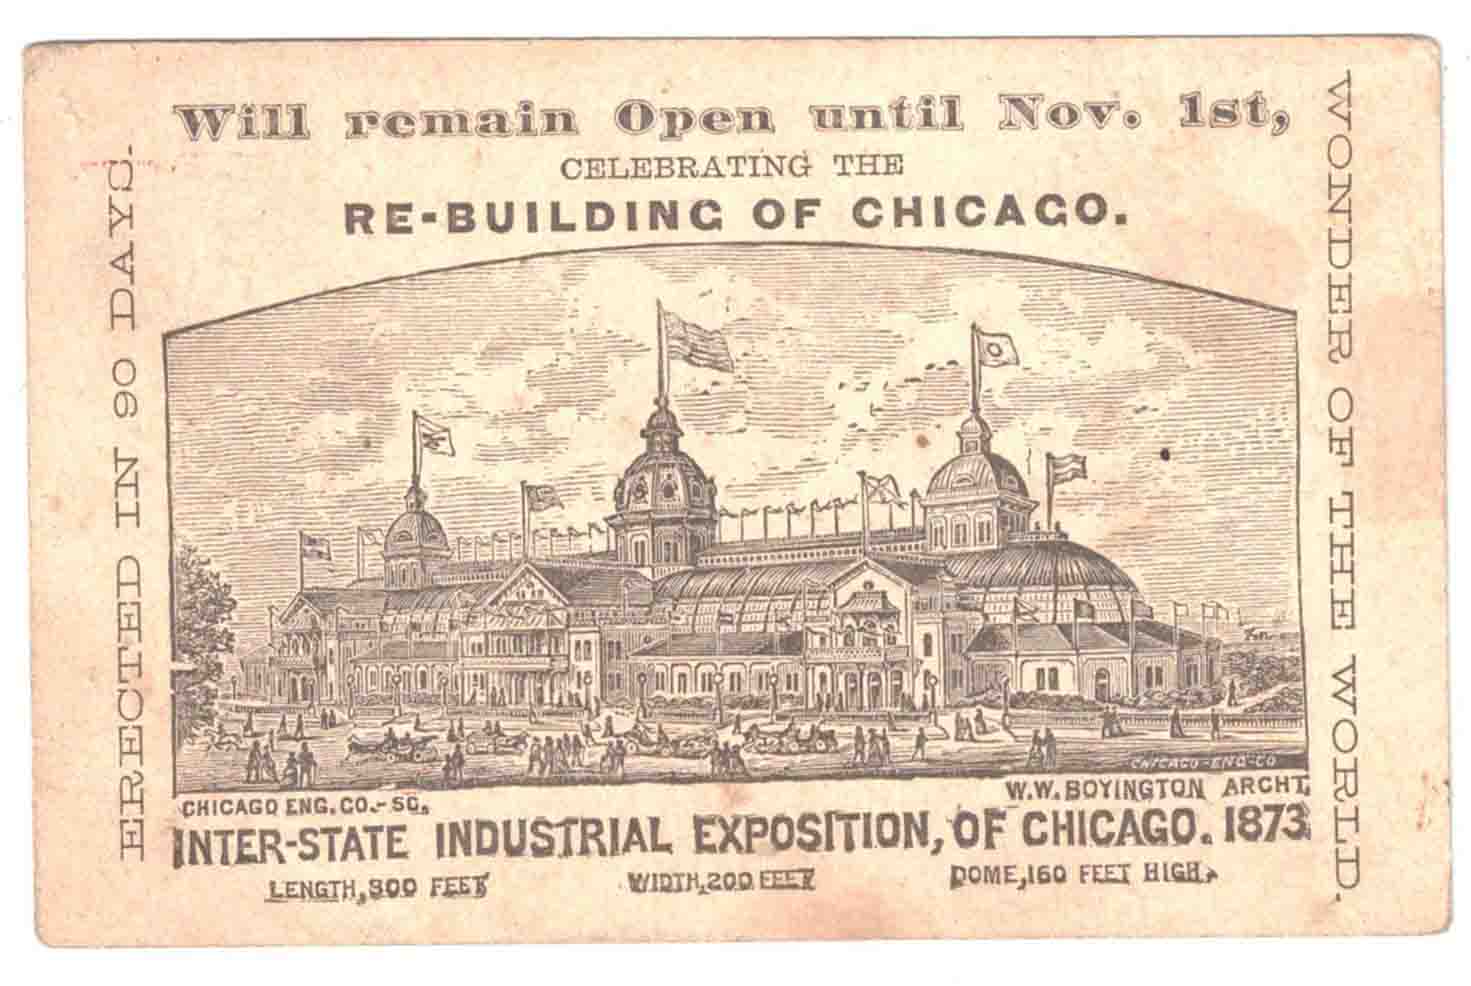 Will remain Open until Nov. 1st,
CELEBRATING THE
RE-BUILDING OF CHICAGO.
ERECTED IN 90 DAYS.
WONDER OF THE WORLD.
CHICAGO-ENG-CO
CHICAGO ENG. CO.- SC.
W.W. BOYINGTON ARCHT.
INTER-STATE INDUSTRIAL EXPOSITION, OF CHICAGO. 1873
LENGTH, 800 FEET
WIDTH, 200 FEET
DOME, 160 FEET HIGH.